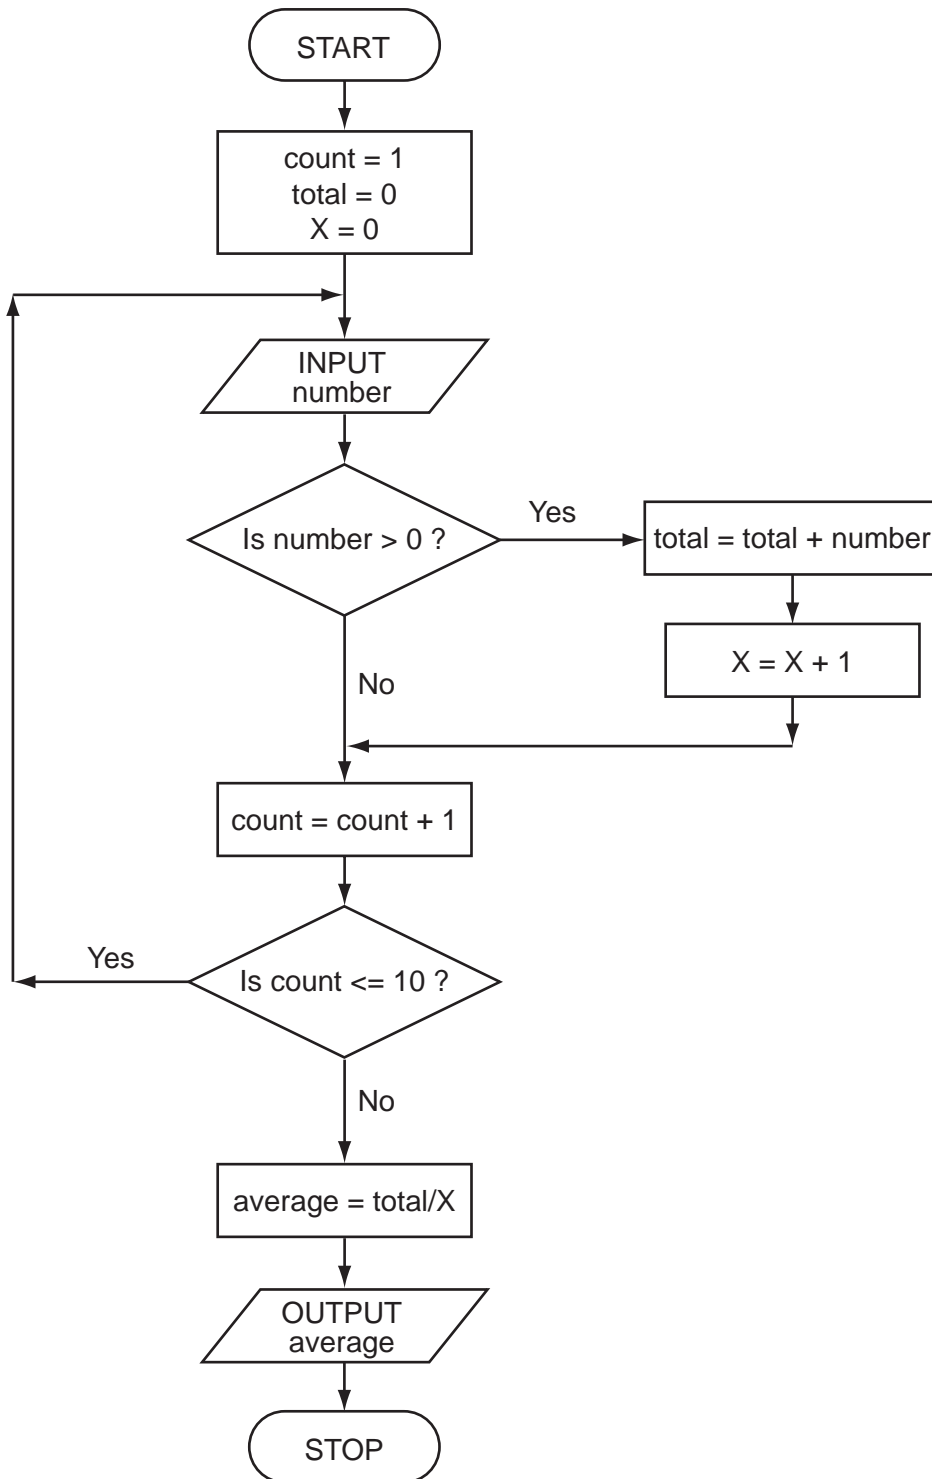 START
count = 1
total = 0
X = 0
INPUT
number
Is number > 0 ?
Yes
total = total + number
X = X + 1
No
count = count + 1
Is count <= 10 ?
Yes
No
average = total/X
OUTPUT
average
STOP